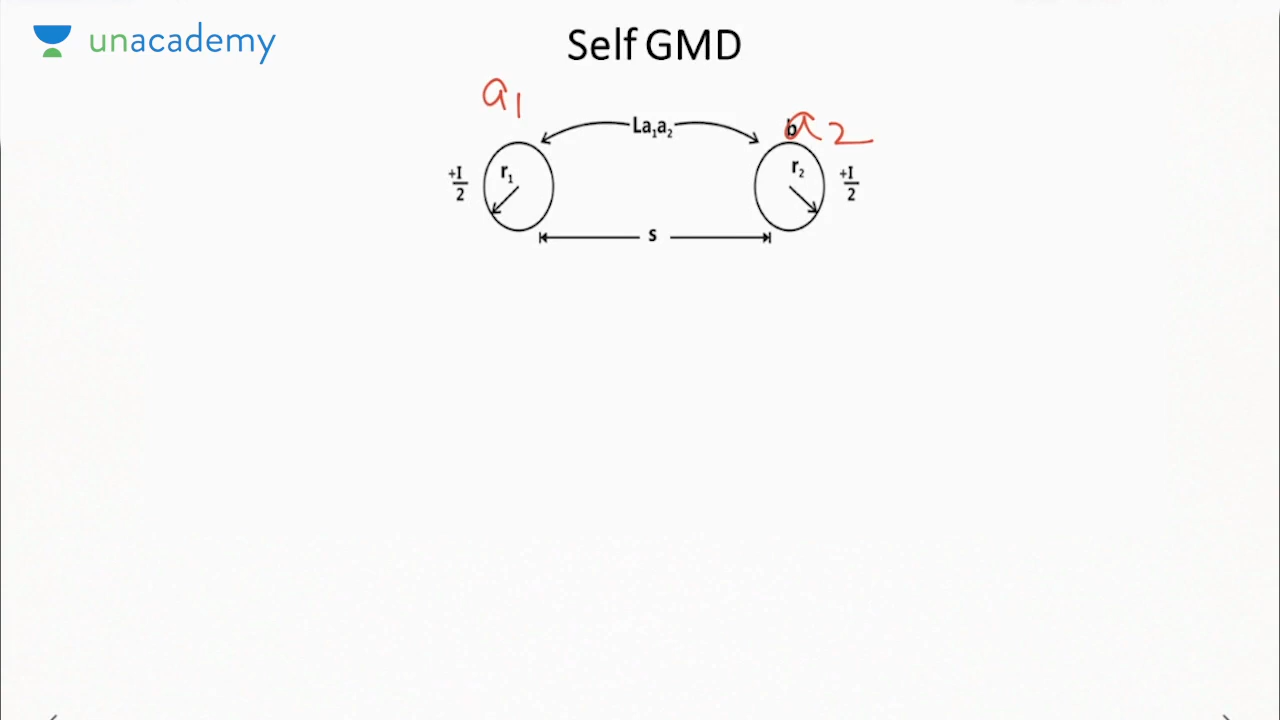 unacademy
Self GMD
a1
La₁a₂
b
a2
+I/2
r₁
r₂
+I/2
s